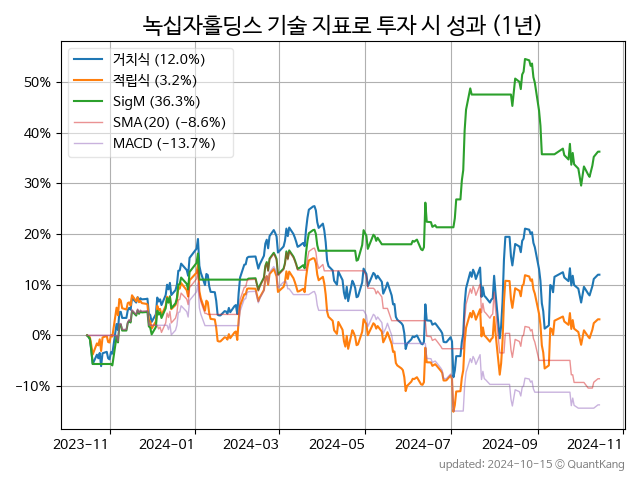 녹십자홀딩스 기술 지표로 투자 시 성과 (1년)
거치식 (12.0%)
적립식 (3.2%)
SigM (36.3%)
SMA(20) (−8.6%)
MACD (−13.7%)
50%
40%
30%
20%
10%
0%
−10%
2023-11
2024-01
2024-03
2024-05
2024-07
2024-09
2024-11
updated: 2024-10-15 © QuantKang